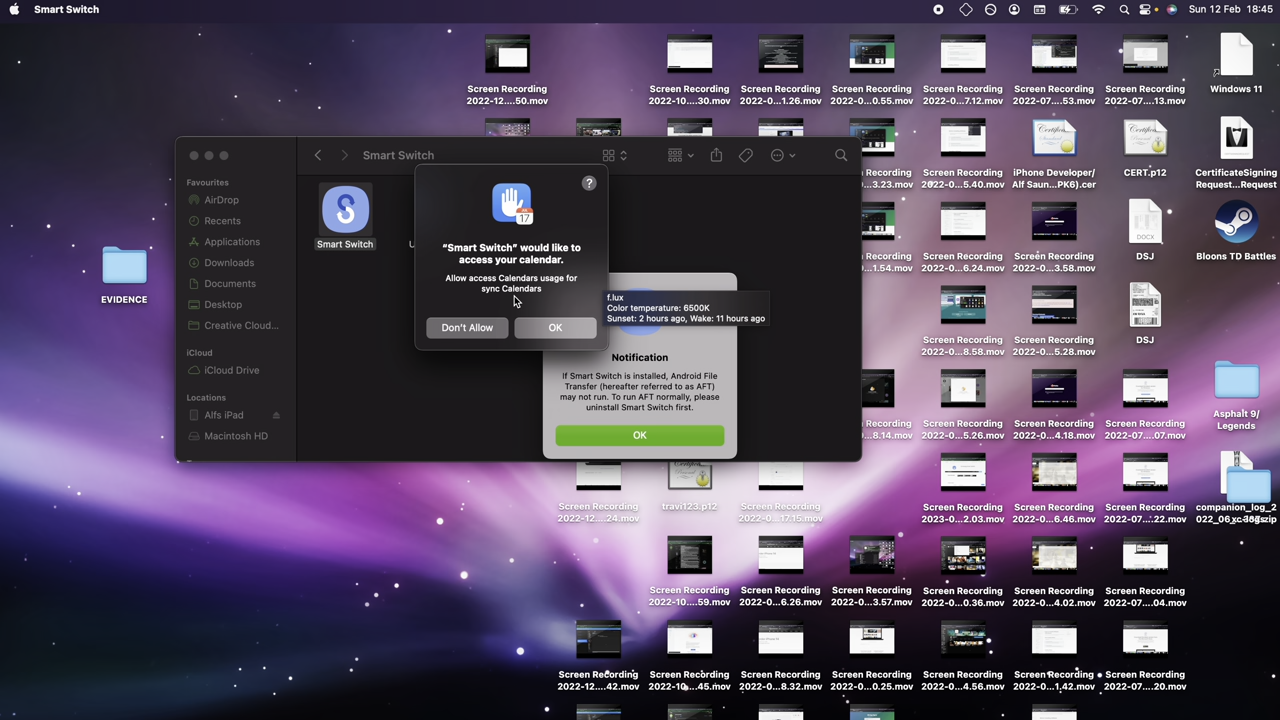 Smart Switch
Sun 12 Feb 18:45
Screen Recording
2022-12....50.mov
Screen Recording
2022-10....30.mov
Screen Recording
2022-0...1.26.mov
Screen Recording
2022-0...0.55.mov
Screen Recording
2022-0...7.12.mov
Screen Recording
2022-07....53.mov
Screen Recording
2022-07....13.mov
Windows 11
Smart Switch
Favourites
AirDrop
Recents
Applications
Downloads
Documents
Desktop
Creative Cloud...
iCloud
iCloud Drive
Locations
Alfs iPad
Macintosh HD
Smart Switch
U
?
17
“Smart Switch” would like to
access your calendar.
Allow access Calendars usage for
sync Calendars
Don't Allow
OK
f.lux
Color temperature: 6500K
Sunset: 2 hours ago, Wake: 11 hours ago
Notification
If Smart Switch is installed, Android File
Transfer (hereafter referred to as AFT)
may not run. To run AFT normally, please
uninstall Smart Switch first.
OK
EVIDENCE
Recording
...3.23.mov
Screen Recording
2022-0...5.40.mov
iPhone Developer/
Alf Saun...PK6).cer
CERT.p12
CertificateSigning
Request...Request
Recording
...1.54.mov
Screen Recording
2022-0...6.24.mov
Screen Recording
2022-0...3.58.mov
DOCX
DSJ
Bloons TD Battles
Screen Recording
2022-0...8.58.mov
Screen Recording
2022-0...5.28.mov
DSJ
Recording
...8.14.mov
Screen Recording
2022-0...5.26.mov
Screen Recording
2022-0...4.18.mov
Screen Recording
2022-07....07.mov
Asphalt 9/
Legends
Screen Recording
2022-12....24.mov
travi123.p12
Screen Recording
2022-0...17.15.mov
Screen Recording
2023-0...2.03.mov
Screen Recording
2022-0...6.46.mov
Screen Recording
2022-07....22.mov
companion_log_2
Screen Recording
2022-10....59.mov
Screen Recording
2022-0...6.26.mov
Screen Recording
2022-0...3.57.mov
Screen Recording
2022-0...0.36.mov
Screen Recording
2022-0...4.02.mov
Screen Recording
2022-07....04.mov
Screen Recording
2022-12....42.mov
Screen Recording
2022-10....45.mov
Screen Recording
2022-0...8.32.mov
Screen Recording
2022-0...0.25.mov
Screen Recording
2022-0...4.56.mov
Screen Recording
2022-0...1.42.mov
Screen Recording
2022-07....20.mov